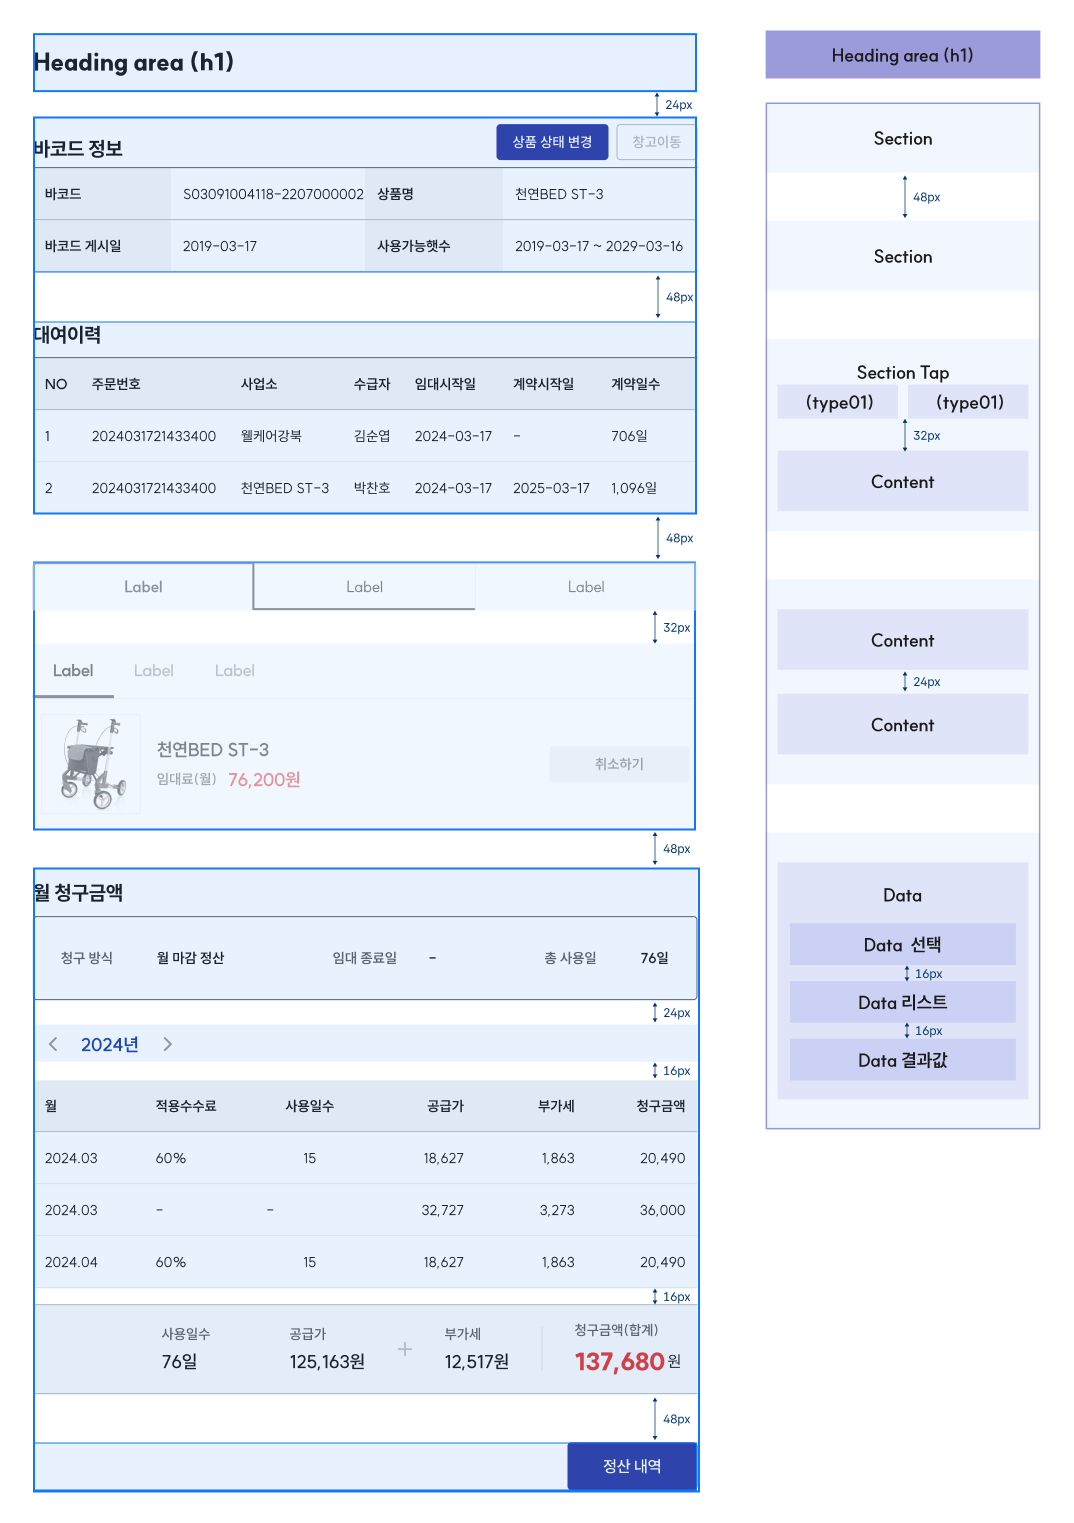 Heading area (h1)
24px
바코드 정보
상품 상태 변경
창고이동
바코드
S03091004118-2207000002
상품명
천연BED ST-3
바코드 게시일
2019-03-17
사용가능햇수
2019-03-17 ~ 2029-03-16
48px
대여이력
NO 주문번호 사업소 수급자 임대시작일 계약시작일 계약일수
1 2024031721433400 웰케어강북 김순엽 2024-03-17 - 706일
2 2024031721433400 천연BED ST-3 박찬호 2024-03-17 2025-03-17 1,096일
48px
Label Label Label
32px
Label Label Label
천연BED ST-3
임대료(월) 76,200원
취소하기
48px
월 청구금액
청구 방식 월 마감 정산 임대 종료일 - 총 사용일 76일
24px
2024년
16px
월 적용수수료 사용일수 공급가 부가세 청구금액
2024.03 60% 15 18,627 1,863 20,490
2024.03 - - 32,727 3,273 36,000
2024.04 60% 15 18,627 1,863 20,490
16px
사용일수 공급가 부가세 청구금액(합계)
76일 125,163원 + 12,517원 137,680 원
48px
정산 내역
Heading area (h1)
Section
48px
Section
Section Tap
(type01) (type01)
32px
Content
Content
24px
Content
Data
Data 선택
16px
Data 리스트
16px
Data 결과값